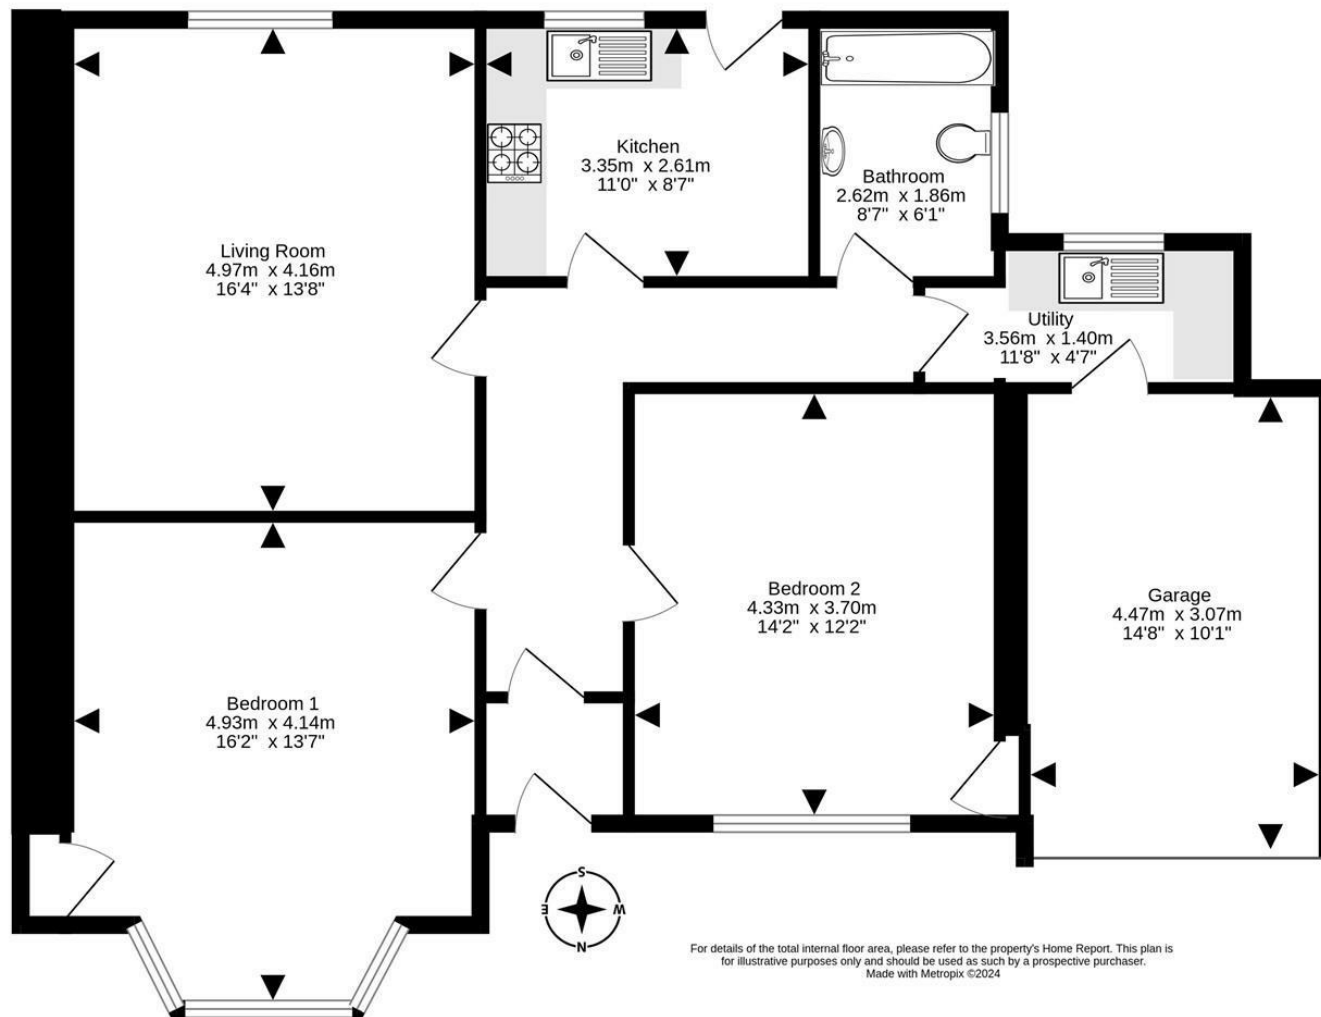 Living Room
4.97m x 4.16m
16'4" x 13'8"
Kitchen
3.35m x 2.61m
11'0" x 8'7"
Bathroom
2.62m x 1.86m
8'7" x 6'1"
Utility
3.56m x 1.40m
11'8" x 4'7"
Bedroom 1
4.93m x 4.14m
16'2" x 13'7"
Bedroom 2
4.33m x 3.70m
14'2" x 12'2"
Garage
4.47m x 3.07m
14'8" x 10'1"
S
E W
N
For details of the total internal floor area, please refer to the property's Home Report. This plan is
for illustrative purposes only and should be used as such by a prospective purchaser.
Made with Metropix ©2024